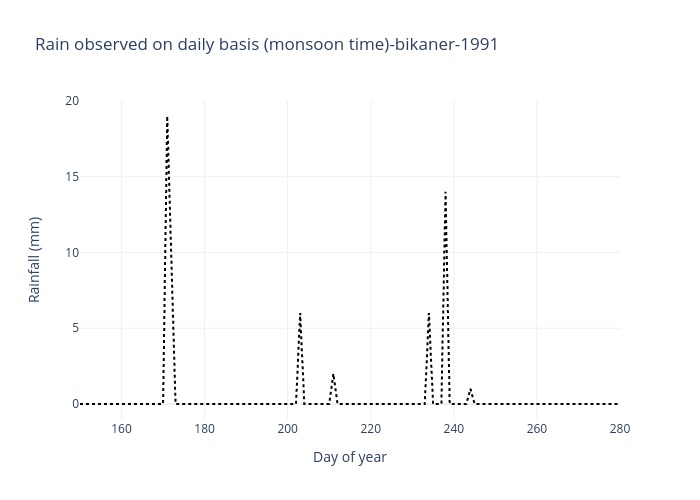 Rain observed on daily basis (monsoon time)-bikaner-1991
20
15
10
5
0
Rainfall (mm)
160 180 200 220 240 260 280
Day of year